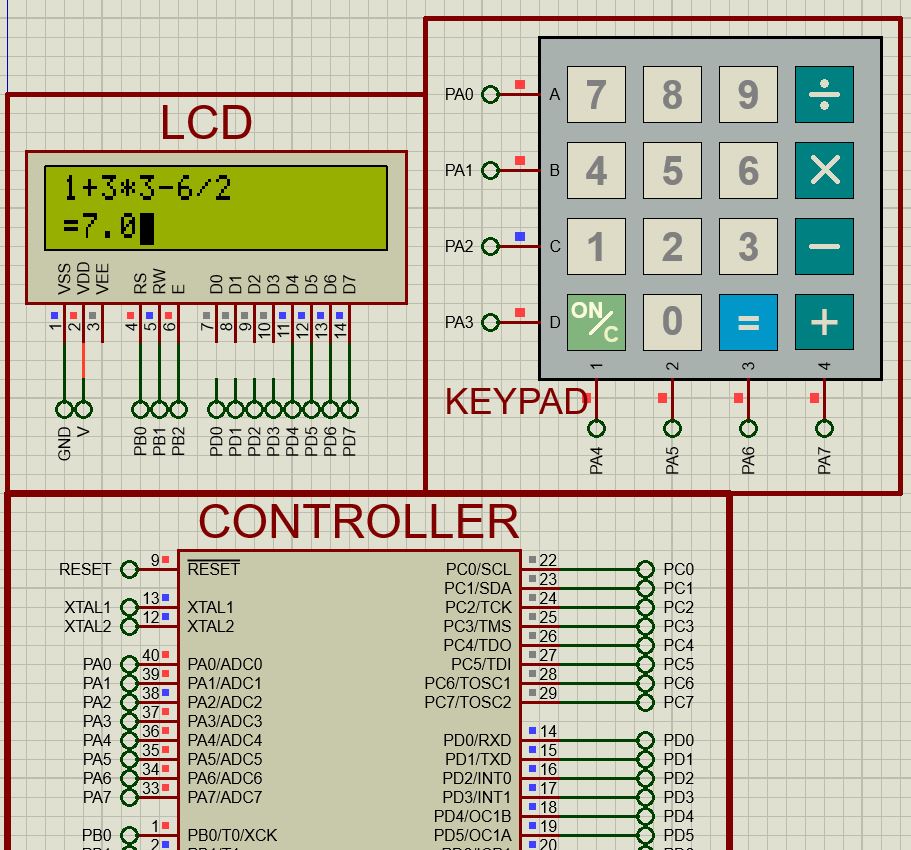 LCD
1+3*3-6/2
=7.0
VSS VDD VEE RS RW E D0 D1 D2 D3 D4 D5 D6 D7
1 2 3 4 5 6 7 8 9 10 11 12 13 14
GND V PB0 PB1 PB2 PD0 PD1 PD2 PD3 PD4 PD5 PD6 PD7
PA0 A 7 8 9 ÷
PA1 B 4 5 6 ×
PA2 C 1 2 3 −
PA3 D ON/C 0 = +
1 2 3 4
KEYPAD
PA4 PA5 PA6 PA7
CONTROLLER
RESET 9 RESET PC0/SCL 22 PC0
PC1/SDA 23 PC1
XTAL1 13 XTAL1 PC2/TCK 24 PC2
XTAL2 12 XTAL2 PC3/TMS 25 PC3
PC4/TDO 26 PC4
PA0 40 PA0/ADC0 PC5/TDI 27 PC5
PA1 39 PA1/ADC1 PC6/TOSC1 28 PC6
PA2 38 PA2/ADC2 PC7/TOSC2 29 PC7
PA3 37 PA3/ADC3
PA4 36 PA4/ADC4 PD0/RXD 14 PD0
PA5 35 PA5/ADC5 PD1/TXD 15 PD1
PA6 34 PA6/ADC6 PD2/INT0 16 PD2
PA7 33 PA7/ADC7 PD3/INT1 17 PD3
PD4/OC1B 18 PD4
PB0 1 PB0/T0/XCK PD5/OC1A 19 PD5
2 20